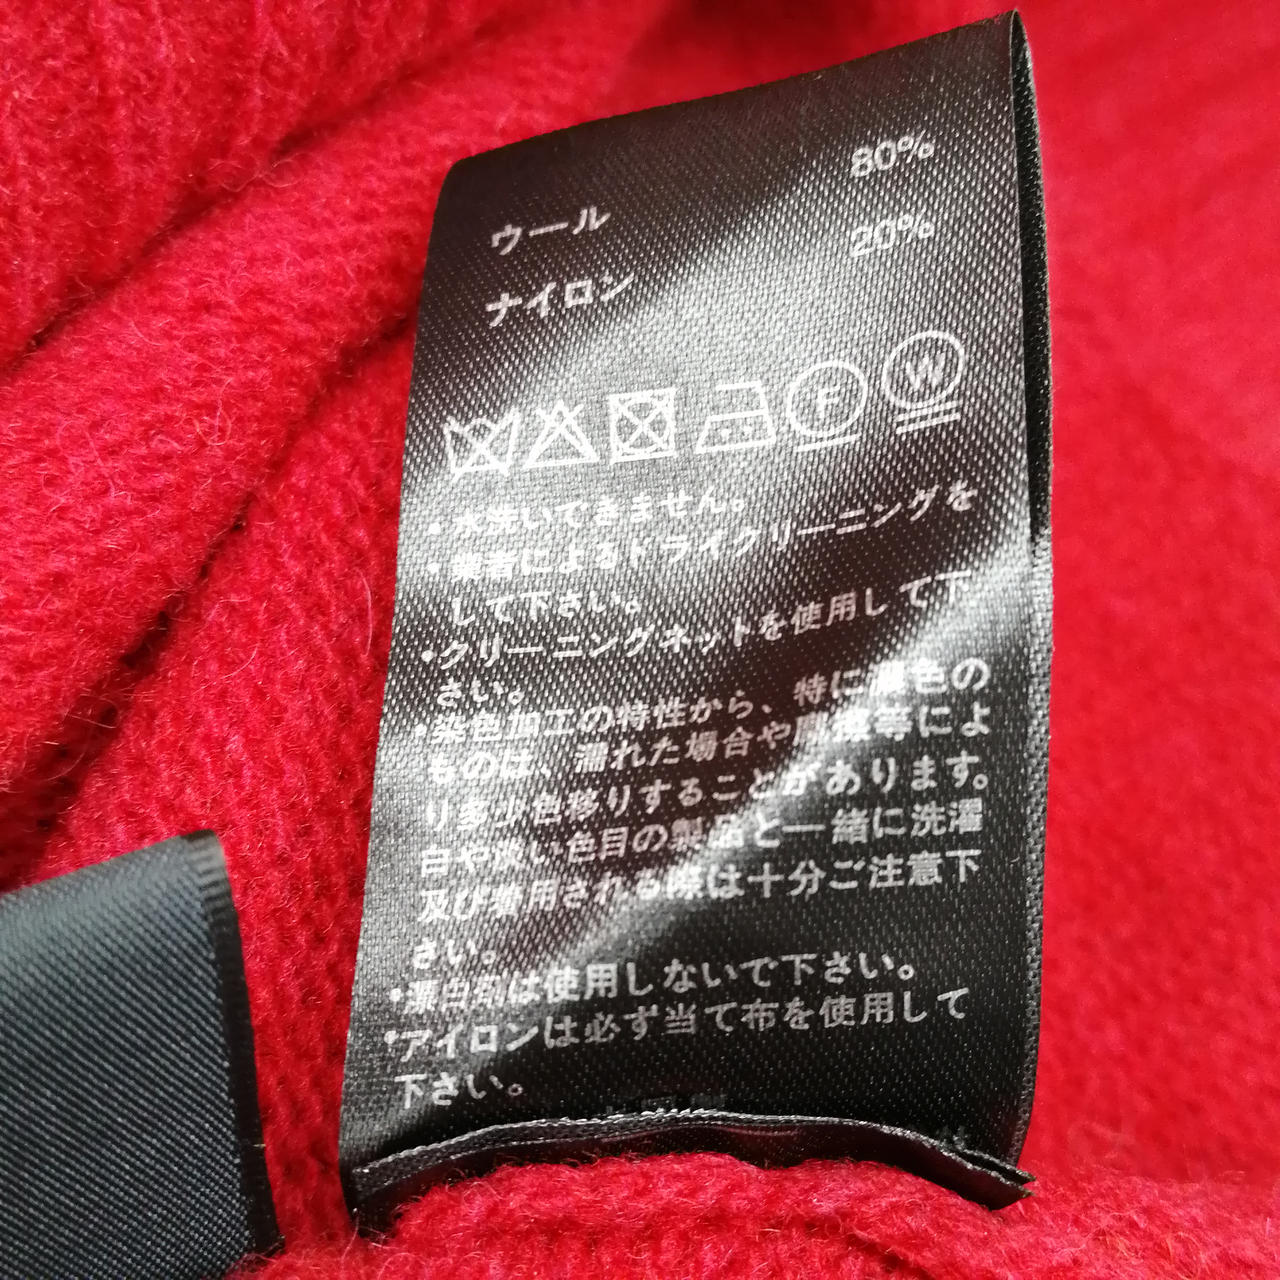 ウール 80%
ナイロン 20%
F W
・水洗いできません。
・業者によるドライクリーニングを
して下さい。
・クリーニングネットを使用して下
さい。
・染色加工の特性から、特に濃色の
ものは、濡れた場合や摩擦等によ
り多少色移りすることがあります。
白や淡い色目の製品と一緒に洗濯
及び着用される際は十分ご注意下
さい。
・漂白剤は使用しないで下さい。
・アイロンは必ず当て布を使用して
下さい。